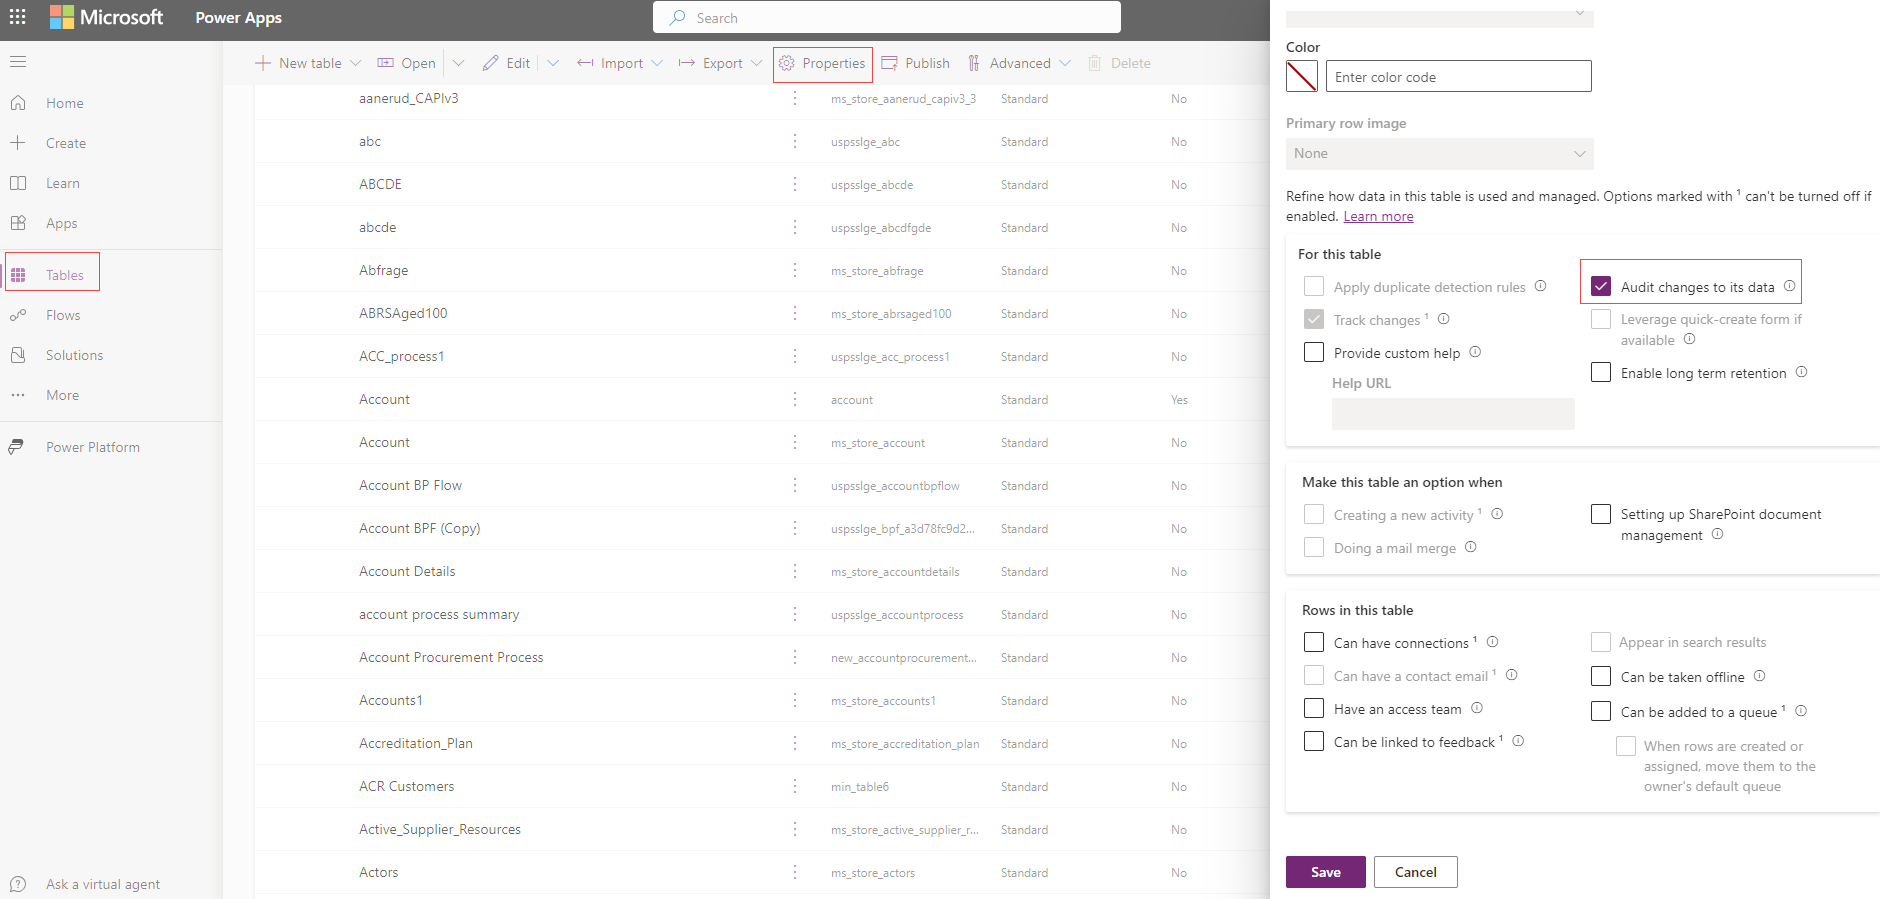 Microsoft
Power Apps
Search
New table
Open
Edit
Import
Export
Properties
Publish
Advanced
Delete
Home
Create
Learn
Apps
Tables
Flows
Solutions
More
Power Platform
Ask a virtual agent
aanerud_CAPIv3 ms_store_aanerud_capiv3_3 Standard No
abc uspsslge_abc Standard No
ABCDE uspsslge_abcde Standard No
abcde uspsslge_abcdfgde Standard No
Abfrage ms_store_abfrage Standard No
ABRSAged100 ms_store_abrsaged100 Standard No
ACC_process1 uspsslge_acc_process1 Standard No
Account account Standard Yes
Account ms_store_account Standard No
Account BP Flow uspsslge_accountbpflow Standard No
Account BPF (Copy) uspsslge_bpf_a3d78fc9d2... Standard No
Account Details ms_store_accountdetails Standard No
account process summary uspsslge_accountprocess Standard No
Account Procurement Process new_accountprocurement... Standard No
Accounts1 ms_store_accounts1 Standard No
Accreditation_Plan ms_store_accreditation_plan Standard No
ACR Customers min_table6 Standard No
Active_Supplier_Resources ms_store_active_supplier_r... Standard No
Actors ms_store_actors Standard No
Color
Enter color code
Primary row image
None
Refine how data in this table is used and managed. Options marked with ¹ can't be turned off if
enabled. Learn more
For this table
Apply duplicate detection rules
Track changes ¹
Provide custom help
Help URL
Audit changes to its data
Leverage quick-create form if
available
Enable long term retention
Make this table an option when
Creating a new activity ¹
Doing a mail merge
Setting up SharePoint document
management
Rows in this table
Can have connections ¹
Can have a contact email ¹
Have an access team
Can be linked to feedback ¹
Appear in search results
Can be taken offline
Can be added to a queue ¹
When rows are created or
assigned, move them to the
owner's default queue
Save
Cancel